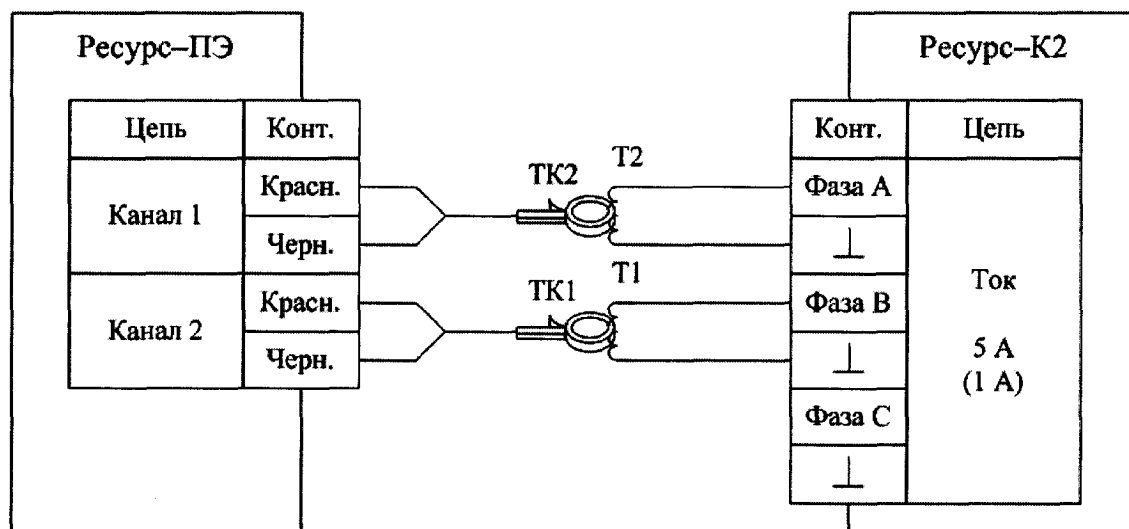 Ресурс–ПЭ
Цепь
Конт.
Канал 1
Красн.
Черн.
Канал 2
Красн.
Черн.
ТК2
Т2
ТК1
Т1
Ресурс–К2
Конт.
Цепь
Фаза А
⊥
Фаза В
⊥
Фаза С
⊥
Ток
5 А
(1 А)